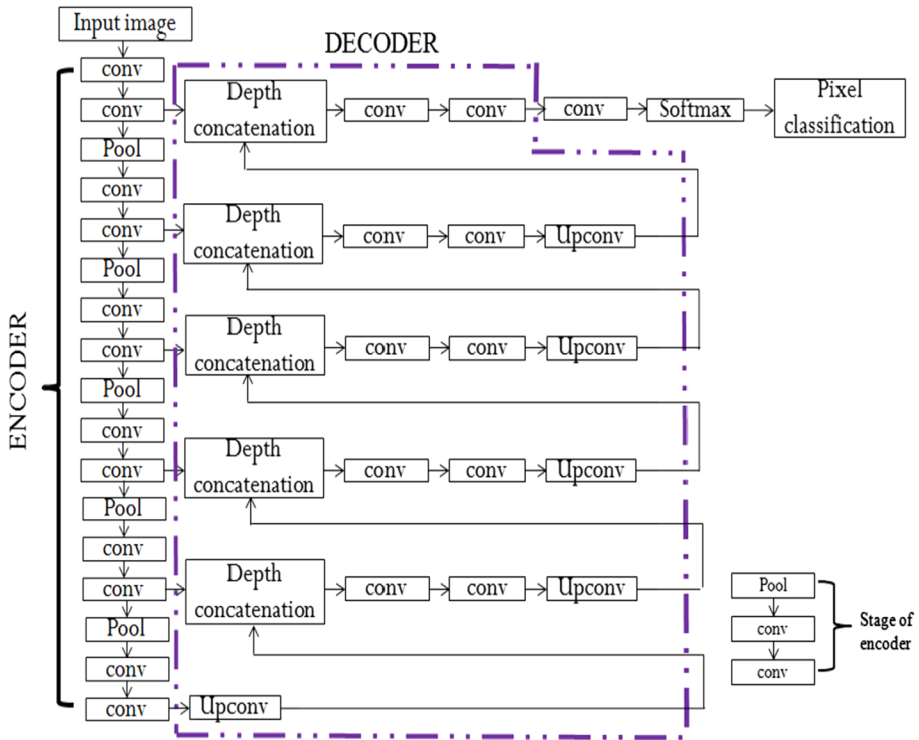 Input image
DECODER
conv
Depth
concatenation
conv
conv
conv
conv
Softmax
Pixel
classification
Pool
conv
conv
Depth
concatenation
conv
conv
Upconv
Pool
conv
ENCODER
conv
Depth
concatenation
conv
conv
Upconv
Pool
conv
conv
Depth
concatenation
conv
conv
Upconv
Pool
conv
conv
Depth
concatenation
conv
conv
Upconv
Pool
conv
conv
Upconv
Pool
conv
conv
Stage of
encoder